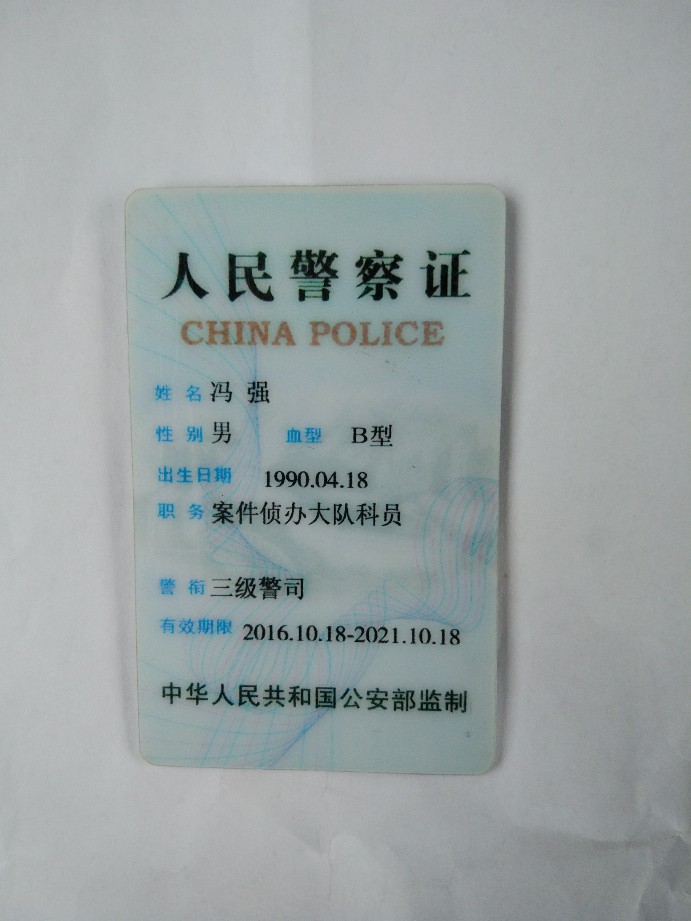 人民警察证
CHINA POLICE
姓名 冯强
性别 男 血型 B型
出生日期 1990.04.18
职务 案件侦办大队科员
警衔 三级警司
有效期限 2016.10.18-2021.10.18
中华人民共和国公安部监制